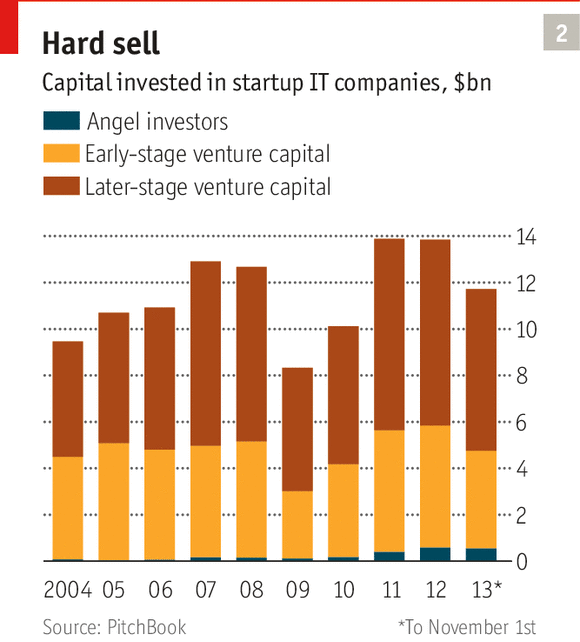 Hard sell
2
Capital invested in startup IT companies, $bn
Angel investors
Early-stage venture capital
Later-stage venture capital
14
12
10
8
6
4
2
0
2004 05 06 07 08 09 10 11 12 13*
Source: PitchBook
*To November 1st